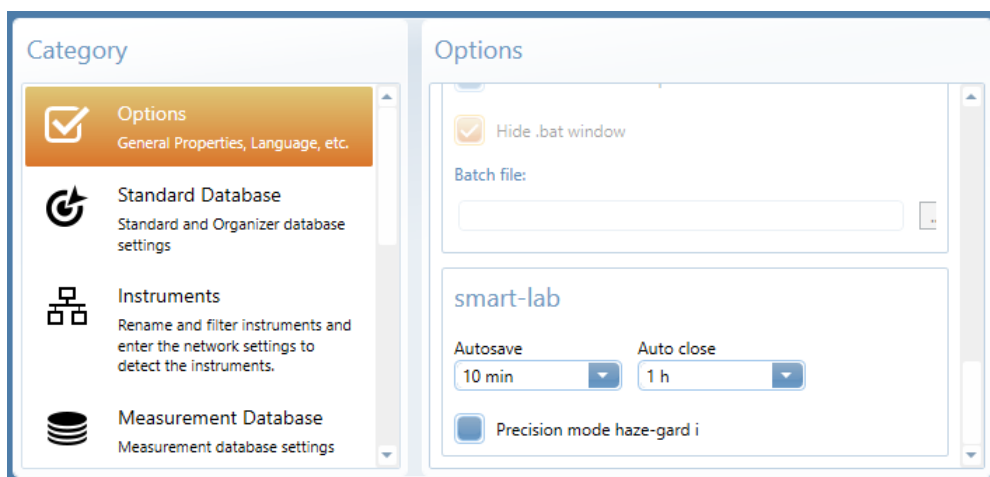 Category
Options
General Properties, Language, etc.
Standard Database
Standard and Organizer database
settings
Instruments
Rename and filter instruments and
enter the network settings to
detect the instruments.
Measurement Database
Measurement database settings
Options
Hide .bat window
Batch file:
..
smart-lab
Autosave
Auto close
10 min
1 h
Precision mode haze-gard i